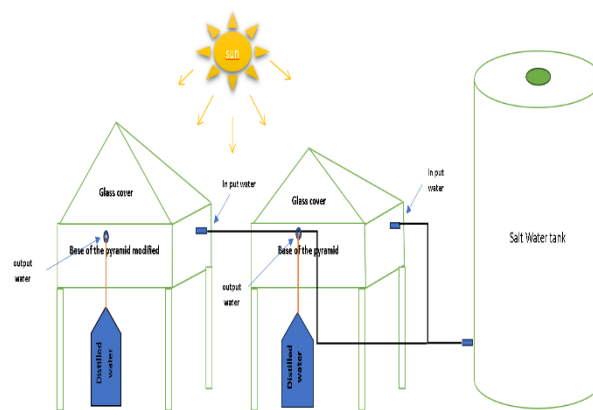 sun
Glass cover
In put water
Base of the pyramid modified
output
water
Distilled water
Glass cover
In put
water
Base of the pyramid
output
water
Distilled
water
Salt Water tank